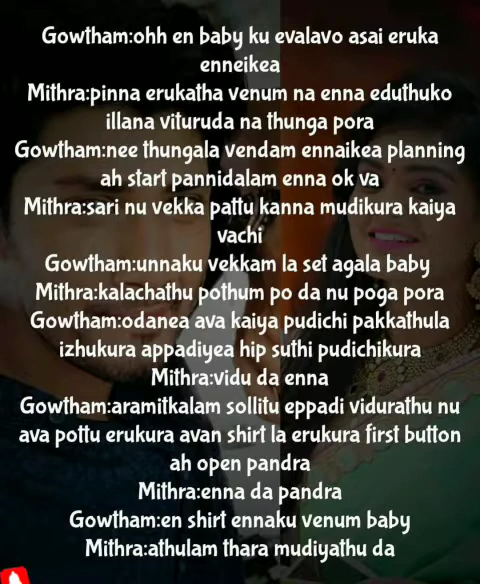 Gowtham:ohh en baby ku evalavo asai eruka
enneikea
Mithra:pinna erukatha venum na enna eduthuko
illana vituruda na thunga pora
Gowtham:nee thungala vendam ennaikea planning
ah start pannidalam enna ok va
Mithra:sari nu vekka pattu kanna mudikura kaiya
vachi
Gowtham:unnaku vekkam la set agala baby
Mithra:kalachathu pothum po da nu poga pora
Gowtham:odanea ava kaiya pudichi pakkathula
izhukura appadiyea hip suthi pudichikura
Mithra:vidu da enna
Gowtham:aramitkalam sollitu eppadi vidurathu nu
ava pottu erukura avan shirt la erukura first button
ah open pandra
Mithra:enna da pandra
Gowtham:en shirt ennaku venum baby
Mithra:athulam thara mudiyathu da